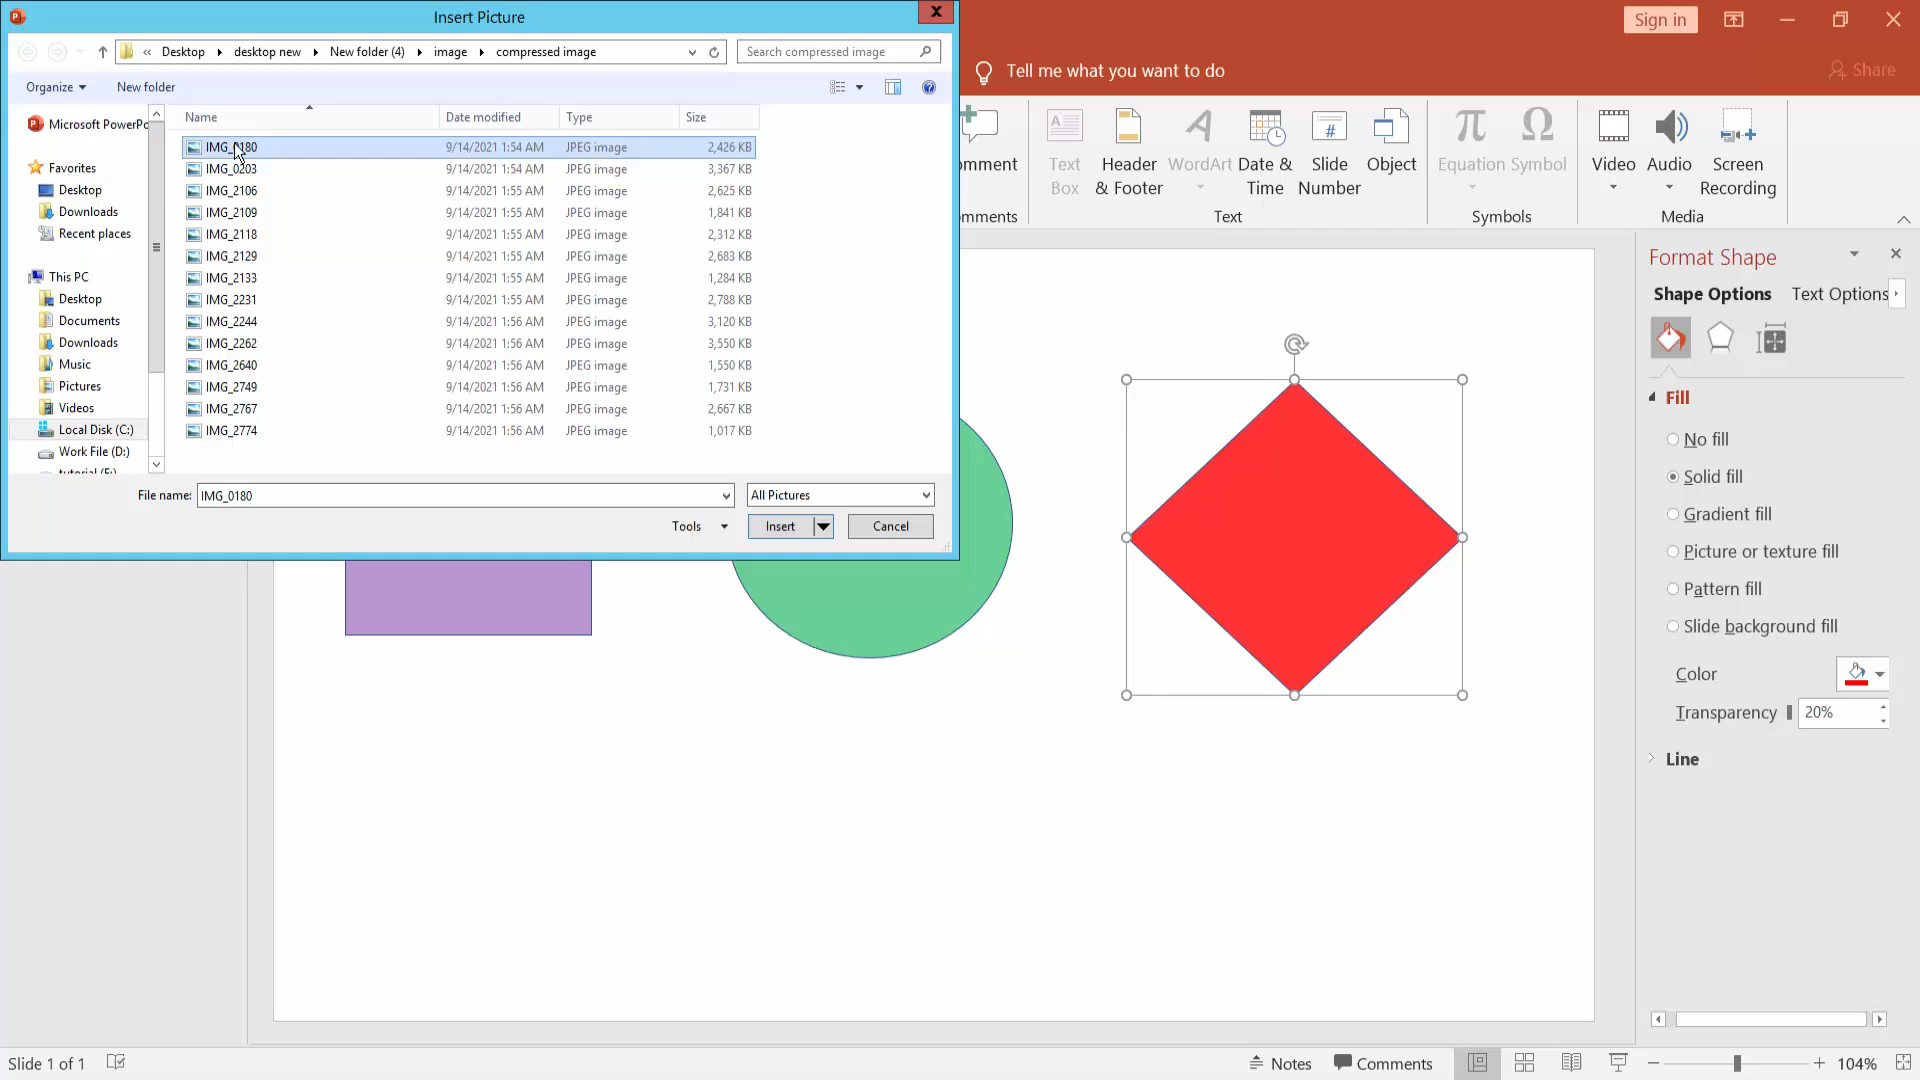 Insert Picture
« Desktop desktop new New folder (4) image compressed image
Search compressed image
Organize New folder
Name Date modified Type Size
IMG_0180 9/14/2021 1:54 AM JPEG image 2,426 KB
IMG_0203 9/14/2021 1:54 AM JPEG image 3,367 KB
IMG_2106 9/14/2021 1:55 AM JPEG image 2,625 KB
IMG_2109 9/14/2021 1:55 AM JPEG image 1,841 KB
IMG_2118 9/14/2021 1:55 AM JPEG image 2,312 KB
IMG_2129 9/14/2021 1:55 AM JPEG image 2,683 KB
IMG_2133 9/14/2021 1:55 AM JPEG image 1,284 KB
IMG_2231 9/14/2021 1:55 AM JPEG image 2,788 KB
IMG_2244 9/14/2021 1:56 AM JPEG image 3,120 KB
IMG_2262 9/14/2021 1:56 AM JPEG image 3,550 KB
IMG_2640 9/14/2021 1:56 AM JPEG image 1,550 KB
IMG_2749 9/14/2021 1:56 AM JPEG image 1,731 KB
IMG_2767 9/14/2021 1:56 AM JPEG image 2,667 KB
IMG_2774 9/14/2021 1:56 AM JPEG image 1,017 KB
Microsoft PowerPo
Favorites
Desktop
Downloads
Recent places
This PC
Desktop
Documents
Downloads
Music
Pictures
Videos
Local Disk (C:)
Work File (D:)
File name: IMG_0180
All Pictures
Tools Insert Cancel
Sign in
Tell me what you want to do
Share
omment
Text
Box
Header
& Footer
WordArt
Date &
Time
Slide
Number
Object
Equation
Symbol
Video
Audio
Screen
Recording
mments
Text
Symbols
Media
Format Shape
Shape Options
Text Options
Fill
No fill
Solid fill
Gradient fill
Picture or texture fill
Pattern fill
Slide background fill
Color
Transparency 20%
Line
Slide 1 of 1
Notes
Comments
104%